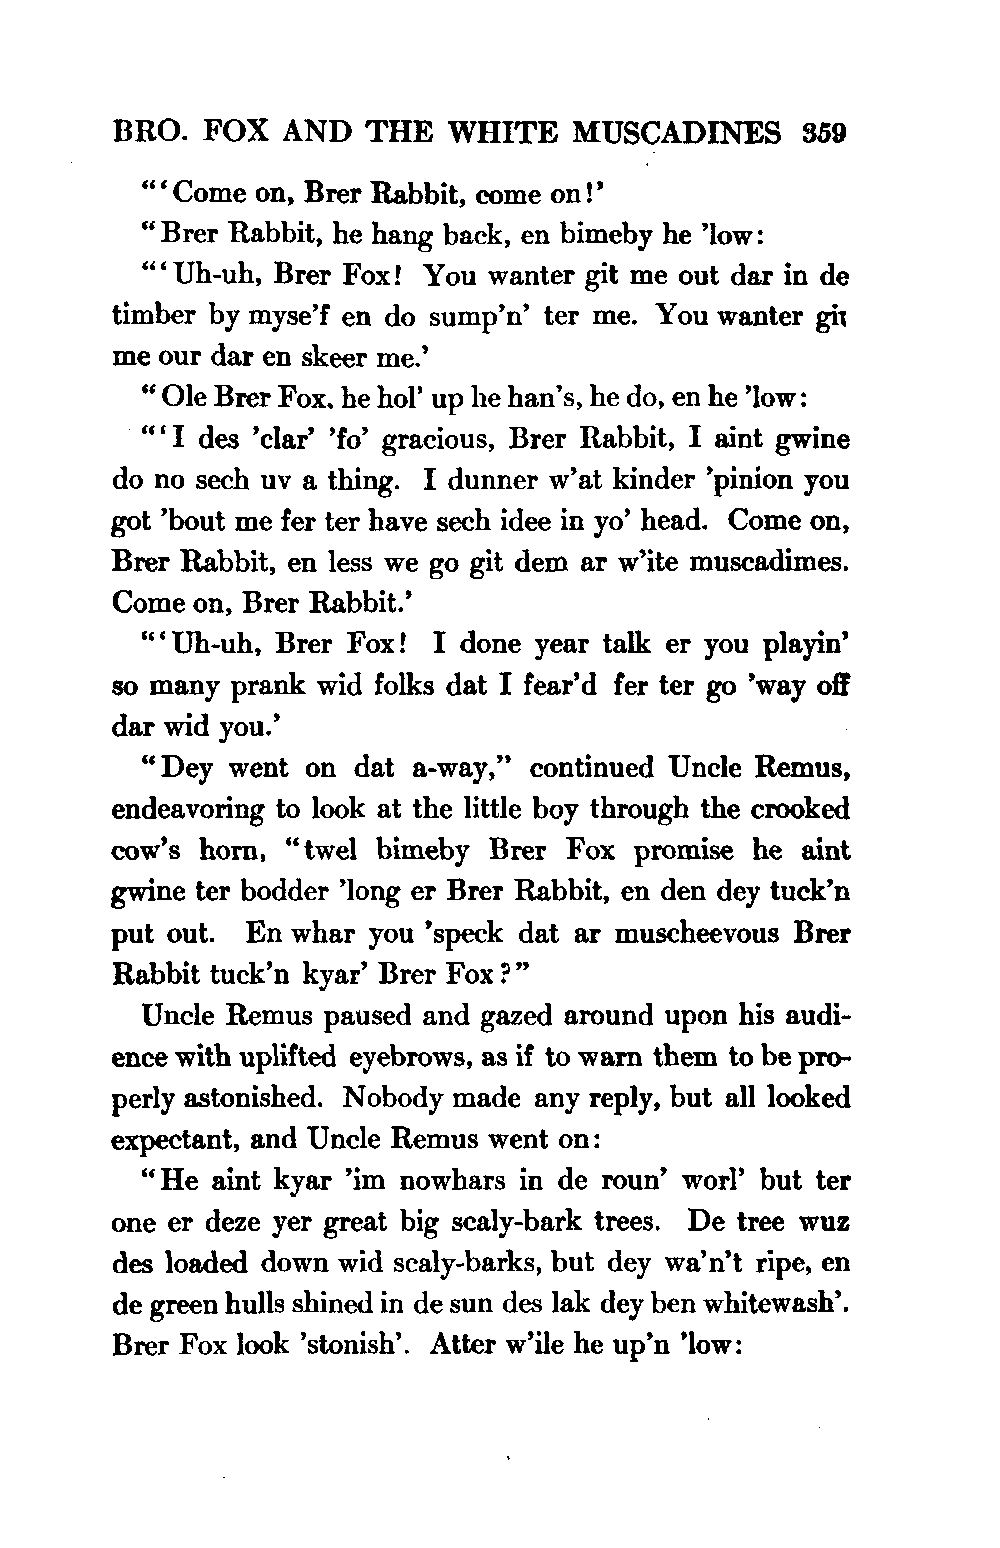 BRO. FOX AND THE WHITE MUSCADINES 359
"'Come on, Brer Rabbit, come on!'
"Brer Rabbit, he hang back, en bimeby he 'low:
"'Uh-uh, Brer Fox! You wanter git me out dar in de
timber by myse'f en do sump'n' ter me. You wanter git
me our dar en skeer me.'
"Ole Brer Fox, he hol' up he han's, he do, en he 'low:
"'I des 'clar' 'fo' gracious, Brer Rabbit, I aint gwine
do no sech uv a thing. I dunner w'at kinder 'pinion you
got 'bout me fer ter have sech idee in yo' head. Come on,
Brer Rabbit, en less we go git dem ar w'ite muscadimes.
Come on, Brer Rabbit.'
"'Uh-uh, Brer Fox! I done year talk er you playin'
so many prank wid folks dat I fear'd fer ter go 'way off
dar wid you.'
"Dey went on dat a-way," continued Uncle Remus,
endeavoring to look at the little boy through the crooked
cow's horn, "twel bimeby Brer Fox promise he aint
gwine ter bodder 'long er Brer Rabbit, en den dey tuck'n
put out. En whar you 'speck dat ar muscheevous Brer
Rabbit tuck'n kyar' Brer Fox?"
Uncle Remus paused and gazed around upon his audi-
ence with uplifted eyebrows, as if to warn them to be pro-
perly astonished. Nobody made any reply, but all looked
expectant, and Uncle Remus went on:
"He aint kyar 'im nowhars in de roun' worl' but ter
one er deze yer great big scaly-bark trees. De tree wuz
des loaded down wid scaly-barks, but dey wa'n't ripe, en
de green hulls shined in de sun des lak dey ben whitewash'.
Brer Fox look 'stonish'. Atter w'ile he up'n 'low: